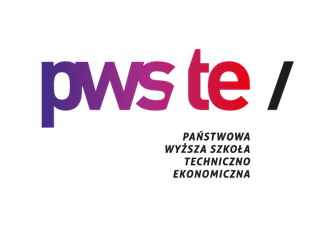 pwste /
PAŃSTWOWA
WYŻSZA SZKOŁA
TECHNICZNO
EKONOMICZNA